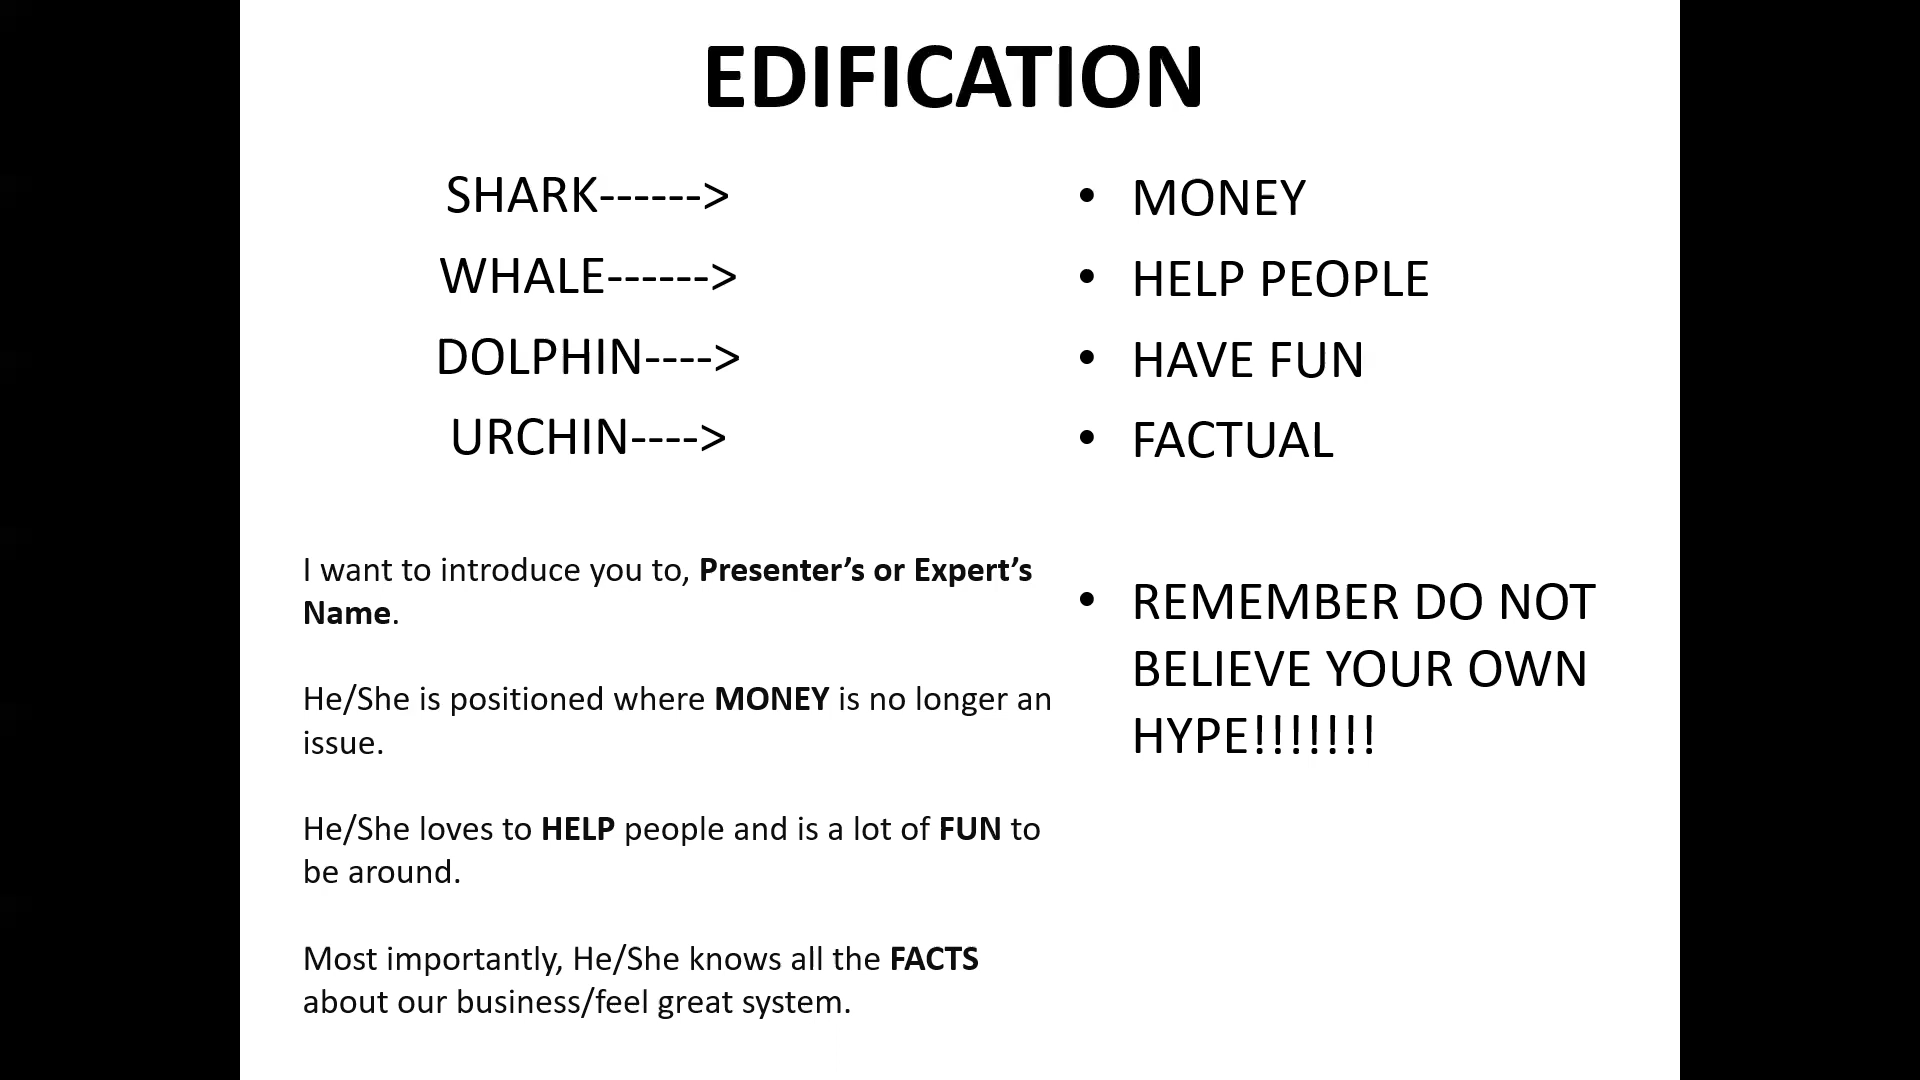 EDIFICATION
SHARK------>
WHALE------>
DOLPHIN---->
URCHIN---->
I want to introduce you to, Presenter’s or Expert’s
Name.
He/She is positioned where MONEY is no longer an
issue.
He/She loves to HELP people and is a lot of FUN to
be around.
Most importantly, He/She knows all the FACTS
about our business/feel great system.
• MONEY
• HELP PEOPLE
• HAVE FUN
• FACTUAL
• REMEMBER DO NOT
BELIEVE YOUR OWN
HYPE!!!!!!!